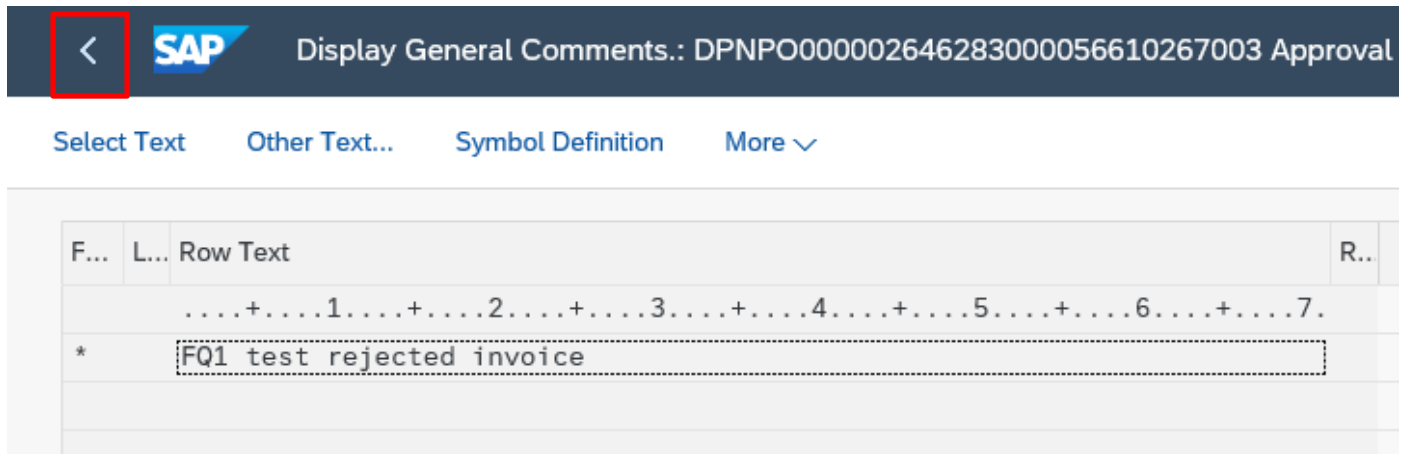 SAP Display General Comments.: DPNPO000002646283000056610267003 Approval
Select Text Other Text... Symbol Definition More
F... L... Row Text R..
....+....1....+....2....+....3....+....4....+....5....+....6....+....7.
* FQ1 test rejected invoice